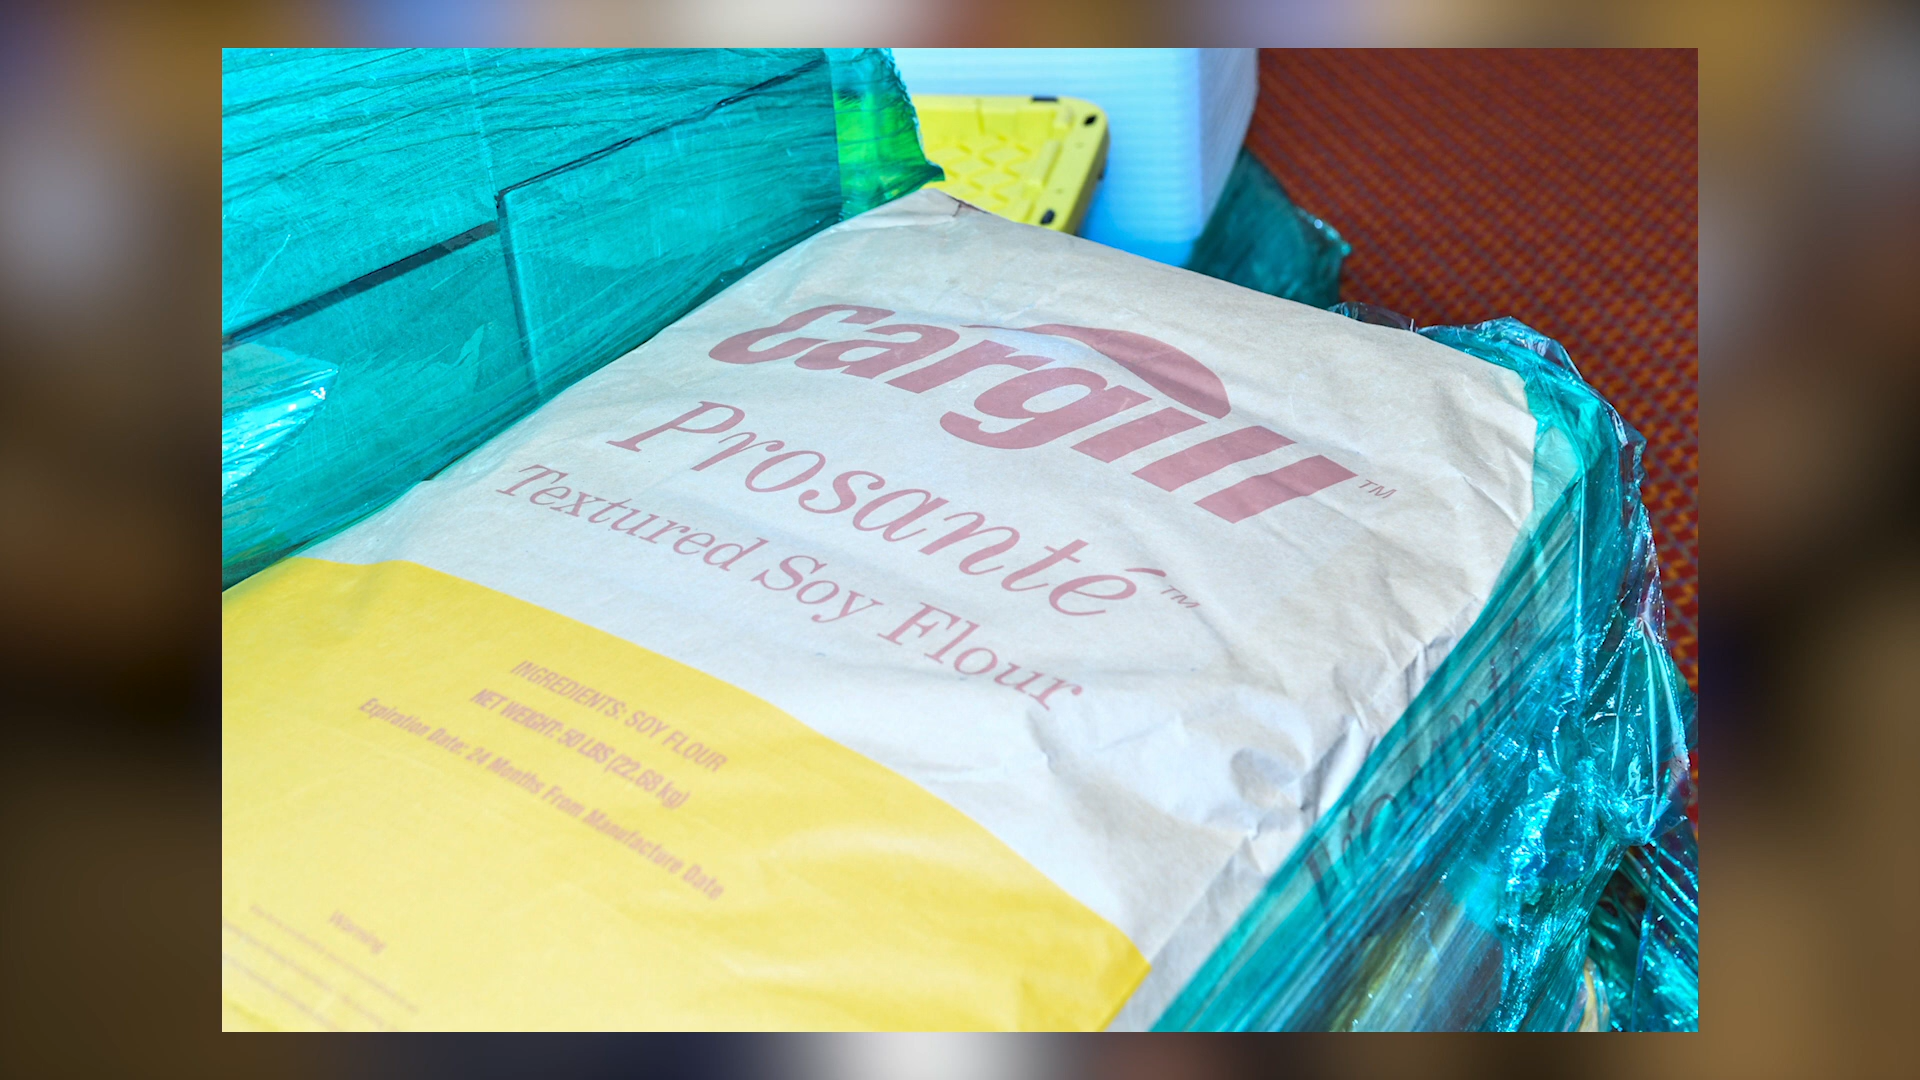 Cargill™
Prosanté™
Textured Soy Flour
INGREDIENTS: SOY FLOUR
NET WEIGHT: 50 LBS (22.68 kg)
Expiration Date: 24 Months From Manufacture Date
Warning